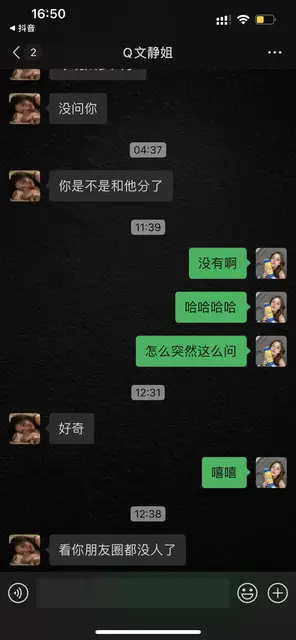 16:50
抖音
2
Q文静姐
没问你
04:37
你是不是和他分了
11:39
没有啊
哈哈哈哈
怎么突然这么问
12:31
好奇
嘻嘻
12:38
看你朋友圈都没人了